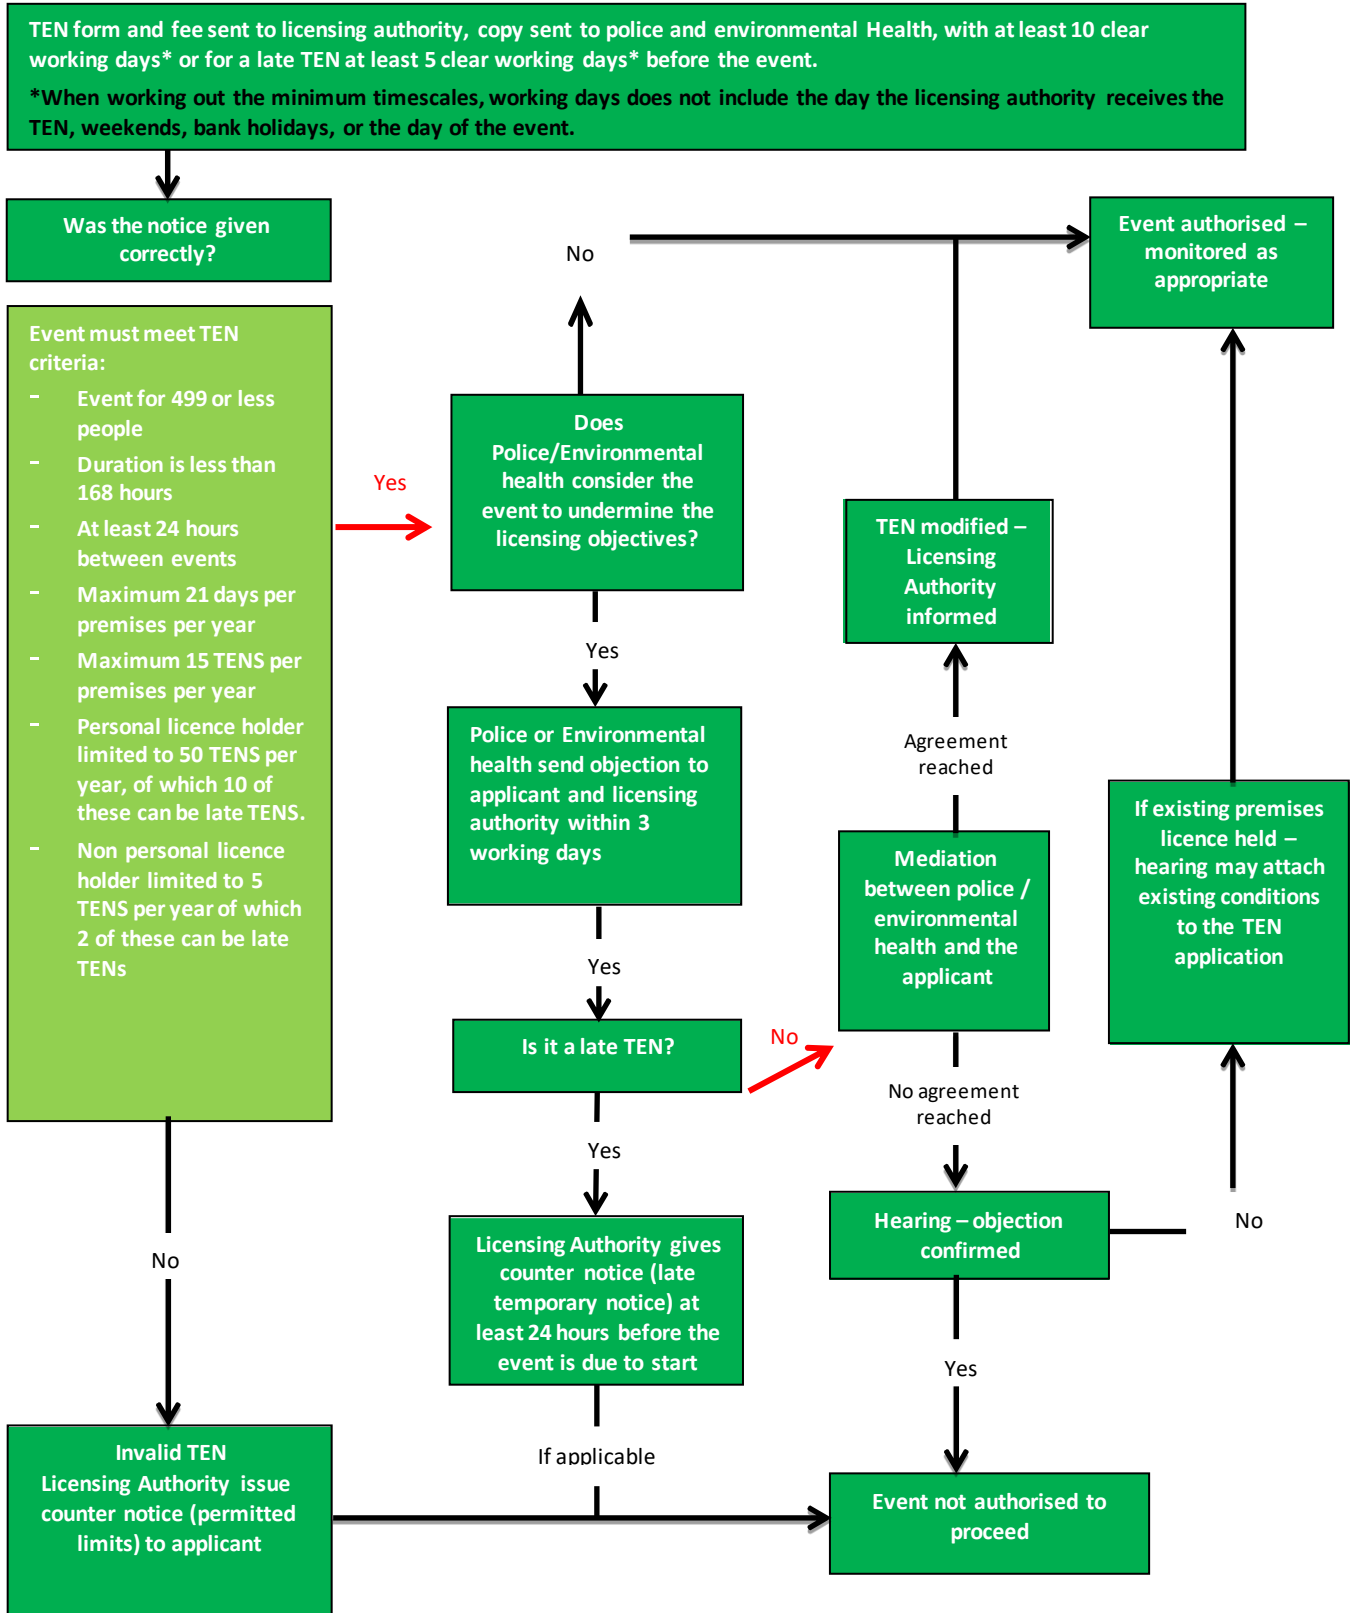 TEN form and fee sent to licensing authority, copy sent to police and environmental Health, with at least 10 clear
working days* or for a late TEN at least 5 clear working days* before the event.
*When working out the minimum timescales, working days does not include the day the licensing authority receives the
TEN, weekends, bank holidays, or the day of the event.
Was the notice given
correctly?
Event must meet TEN
criteria:
- Event for 499 or less
people
- Duration is less than
168 hours
- At least 24 hours
between events
- Maximum 21 days per
premises per year
- Maximum 15 TENS per
premises per year
- Personal licence holder
limited to 50 TENS per
year, of which 10 of
these can be late TENS.
- Non personal licence
holder limited to 5
TENS per year of which
2 of these can be late
TENs
Yes
No
Invalid TEN
Licensing Authority issue
counter notice (permitted
limits) to applicant
No
Does
Police/Environmental
health consider the
event to undermine the
licensing objectives?
Yes
Police or Environmental
health send objection to
applicant and licensing
authority within 3
working days
Yes
Is it a late TEN?
No
Yes
Licensing Authority gives
counter notice (late
temporary notice) at
least 24 hours before the
event is due to start
If applicable
TEN modified –
Licensing
Authority
informed
Agreement
reached
Mediation
between police /
environmental
health and the
applicant
No agreement
reached
Hearing – objection
confirmed
Yes
Event not authorised to
proceed
No
If existing premises
licence held –
hearing may attach
existing conditions
to the TEN
application
Event authorised –
monitored as
appropriate